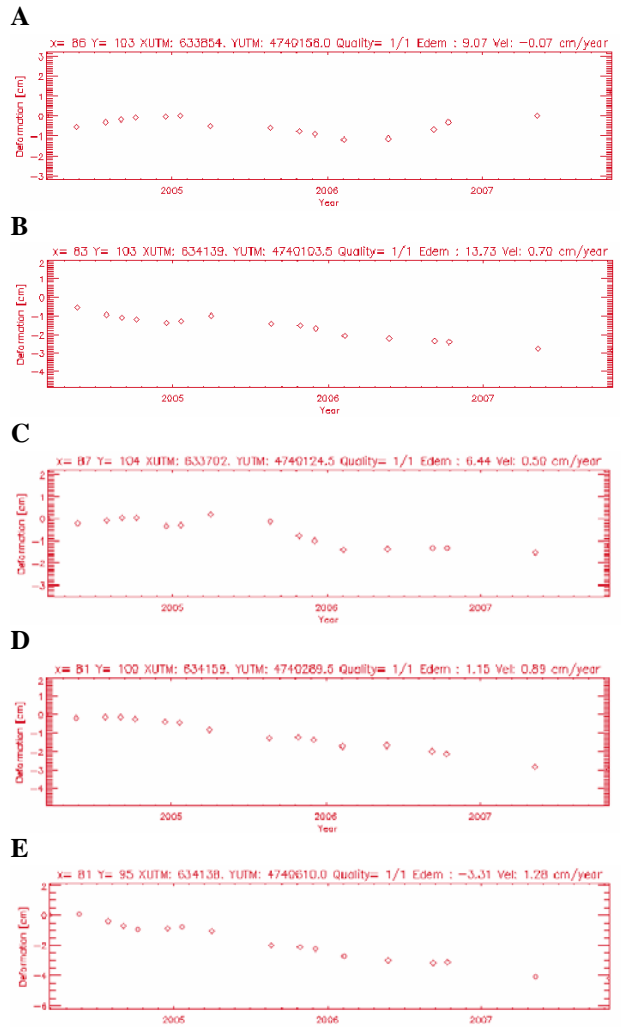 A
x= 86 Y= 103 XUTM: 633854. YUTM: 4740158.0 Quality= 1/1 Edem : 9.07 Vel: -0.07 cm/year
Deformation [cm]
3
2
1
0
-1
-2
-3
2005 2006 2007
Year
B
x= 83 Y= 103 XUTM: 634139. YUTM: 4740103.5 Quality= 1/1 Edem : 13.73 Vel: 0.70 cm/year
Deformation [cm]
2
1
0
-1
-2
-3
-4
2005 2006 2007
Year
C
x= 87 Y= 104 XUTM: 633702. YUTM: 4740124.5 Quality= 1/1 Edem : 6.44 Vel: 0.50 cm/year
Deformation [cm]
2
1
0
-1
-2
-3
2005 2006 2007
Year
D
x= 81 Y= 100 XUTM: 634159. YUTM: 4740289.5 Quality= 1/1 Edem : 1.15 Vel: 0.89 cm/year
Deformation [cm]
2
1
0
-1
-2
-3
-4
2005 2006 2007
Year
E
x= 81 Y= 95 XUTM: 634138. YUTM: 4740610.0 Quality= 1/1 Edem : -3.31 Vel: 1.28 cm/year
Deformation [cm]
2
0
-2
-4
-6
2005 2006 2007
Year